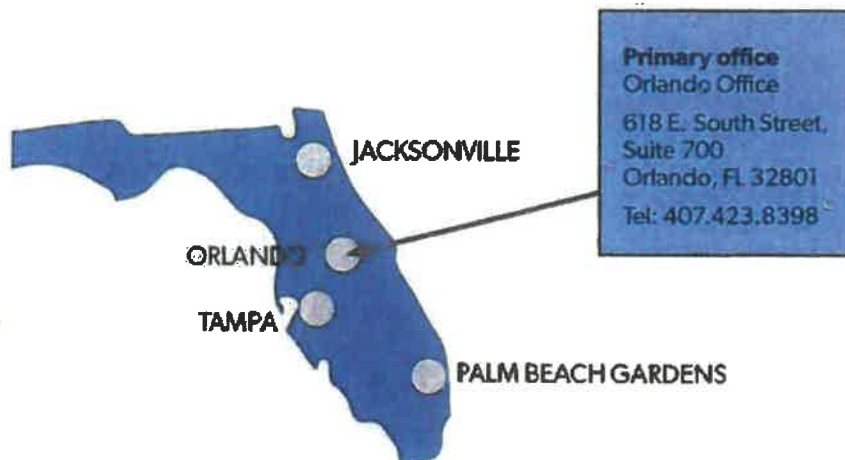 Primary office
Orlando Office
618 E. South Street,
Suite 700
Orlando, FL 32801
Tel: 407.423.8398
JACKSONVILLE
ORLANDO
TAMPA
PALM BEACH GARDENS